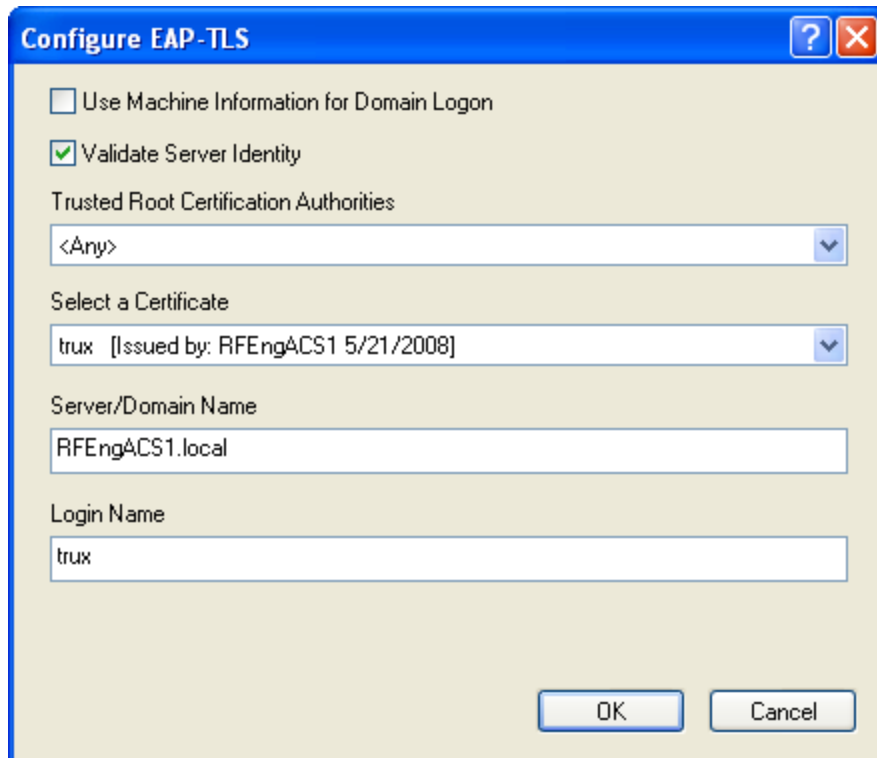 Configure EAP-TLS
Use Machine Information for Domain Logon
Validate Server Identity
Trusted Root Certification Authorities
<Any>
Select a Certificate
trux [Issued by: RFEngACS1 5/21/2008]
Server/Domain Name
RFEngACS1.local
Login Name
trux
OK Cancel